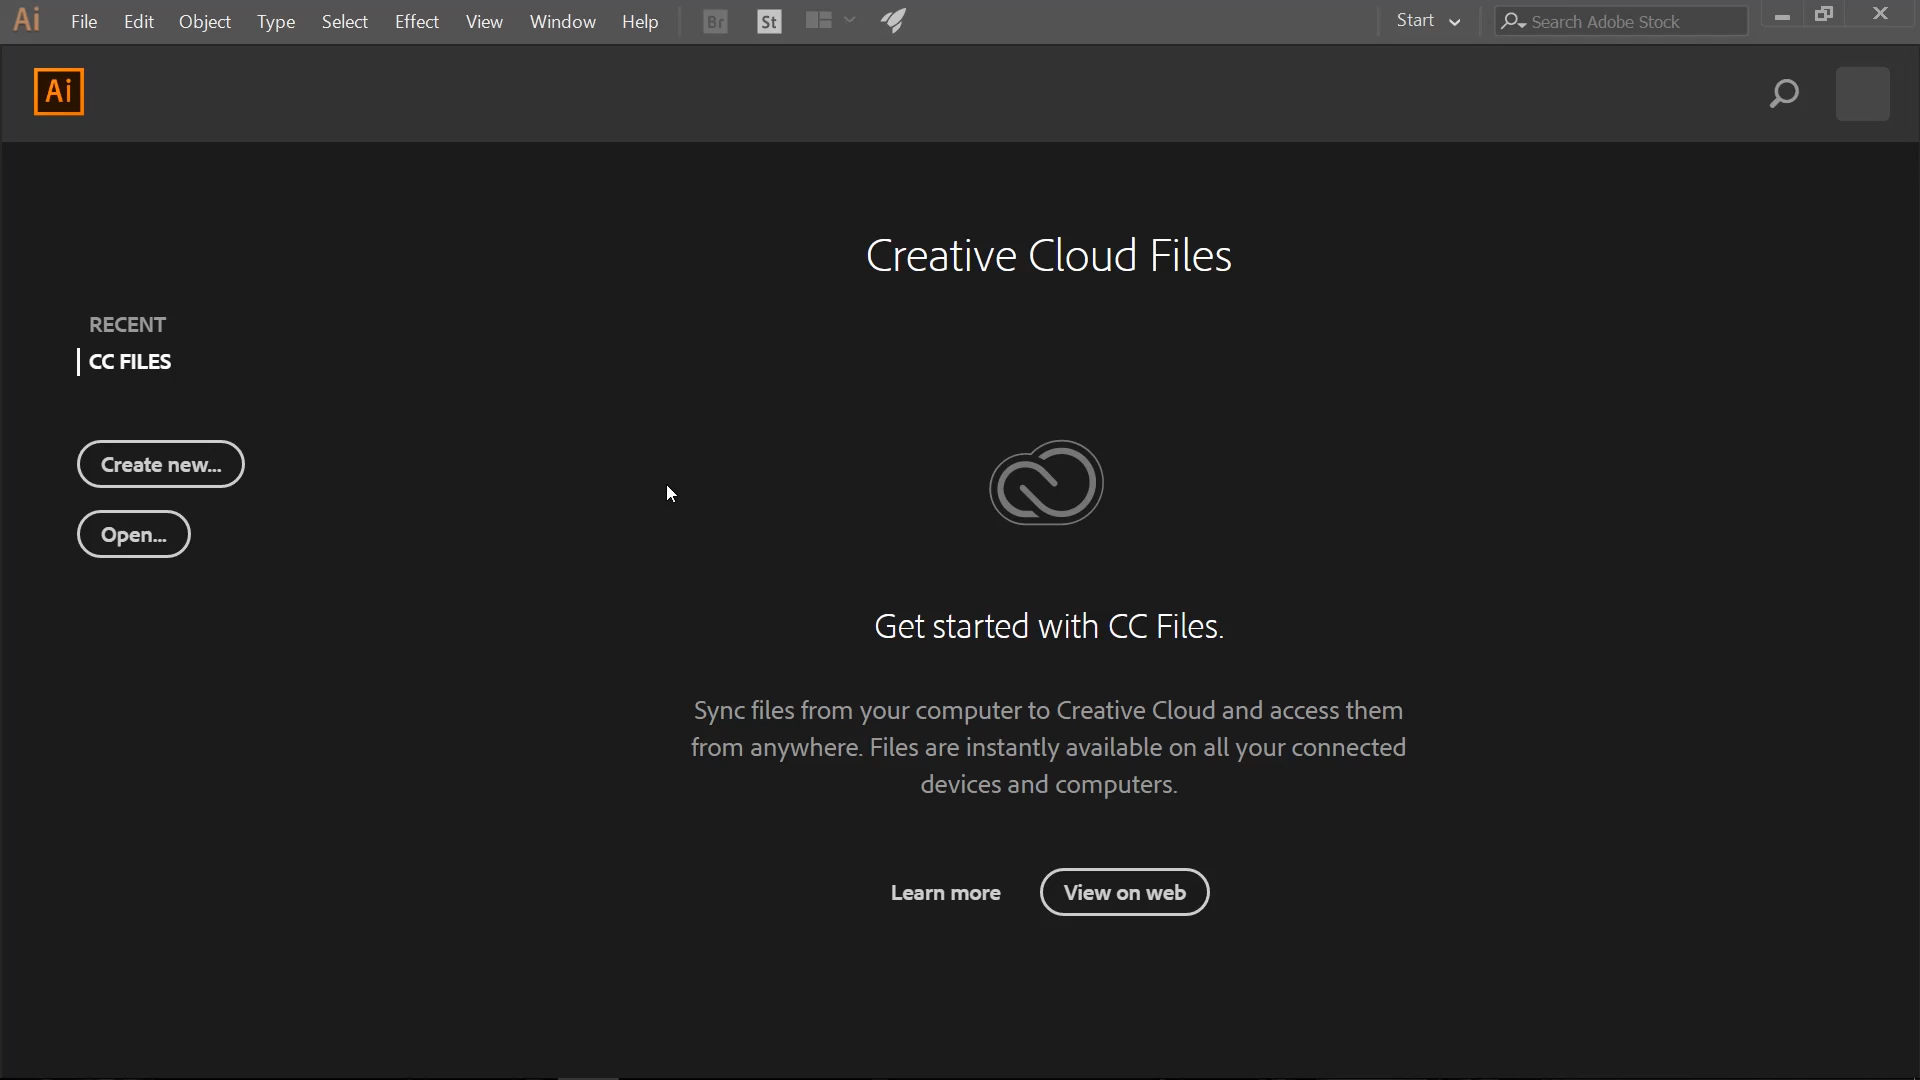 Ai File Edit Object Type Select Effect View Window Help Br St Start Search Adobe Stock
Ai
Creative Cloud Files
RECENT
CC FILES
Create new...
Open...
Get started with CC Files.
Sync files from your computer to Creative Cloud and access them
from anywhere. Files are instantly available on all your connected
devices and computers.
Learn more View on web